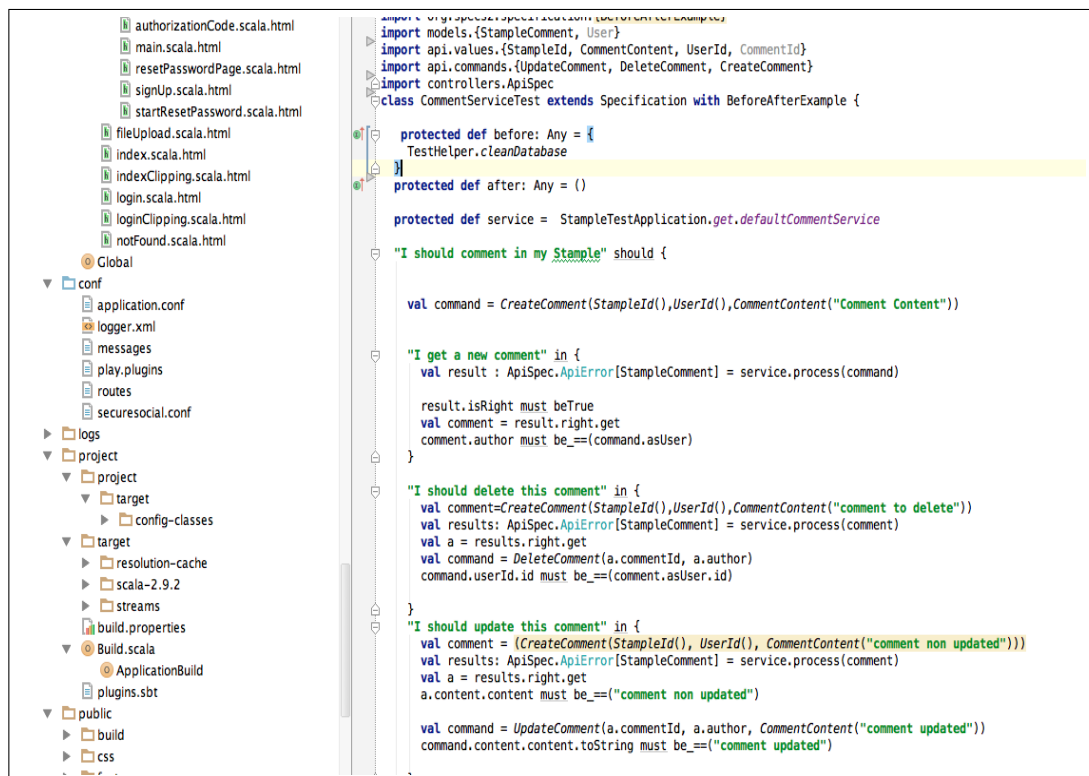 authorizationCode.scala.html
main.scala.html
resetPasswordPage.scala.html
signUp.scala.html
startResetPassword.scala.html
fileUpload.scala.html
index.scala.html
indexClipping.scala.html
login.scala.html
loginClipping.scala.html
notFound.scala.html
Global
conf
application.conf
logger.xml
messages
play.plugins
routes
securesocial.conf
logs
project
project
target
config-classes
target
resolution-cache
scala-2.9.2
streams
build.properties
Build.scala
ApplicationBuild
plugins.sbt
public
build
css
import org.specs2.specification.{BeforeAfterExample}
import models.{StampleComment, User}
import api.values.{StampleId, CommentContent, UserId, CommentId}
import api.commands.{UpdateComment, DeleteComment, CreateComment}
import controllers.ApiSpec
class CommentServiceTest extends Specification with BeforeAfterExample {
protected def before: Any = {
TestHelper.cleanDatabase
}
protected def after: Any = ()
protected def service = StampleTestApplication.get.defaultCommentService
"I should comment in my Stample" should {
val command = CreateComment(StampleId(),UserId(),CommentContent("Comment Content"))
"I get a new comment" in {
val result : ApiSpec.ApiError[StampleComment] = service.process(command)
result.isRight must beTrue
val comment = result.right.get
comment.author must be_==(command.asUser)
}
"I should delete this comment" in {
val comment=CreateComment(StampleId(),UserId(),CommentContent("comment to delete"))
val results: ApiSpec.ApiError[StampleComment] = service.process(comment)
val a = results.right.get
val command = DeleteComment(a.commentId, a.author)
command.userId.id must be_==(comment.asUser.id)
}
"I should update this comment" in {
val comment = (CreateComment(StampleId(), UserId(), CommentContent("comment non updated")))
val results: ApiSpec.ApiError[StampleComment] = service.process(comment)
val a = results.right.get
a.content.content must be_==("comment non updated")
val command = UpdateComment(a.commentId, a.author, CommentContent("comment updated"))
command.content.content.toString must be_==("comment updated")